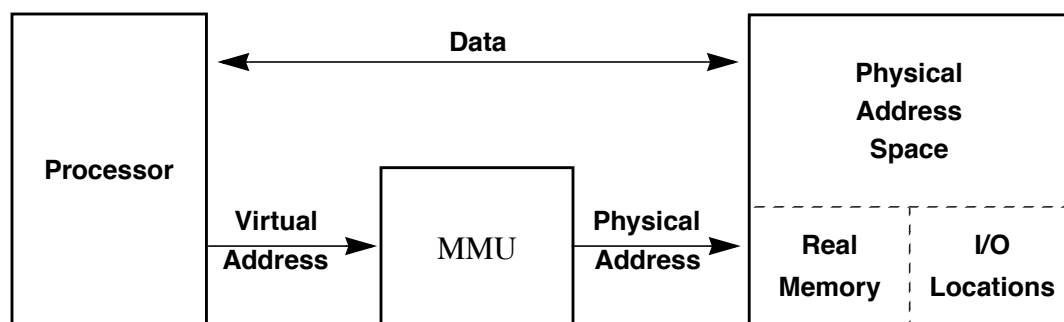 Data
Physical
Address
Space
Processor
Virtual
Address
MMU
Physical
Address
Real
Memory
I/O
Locations